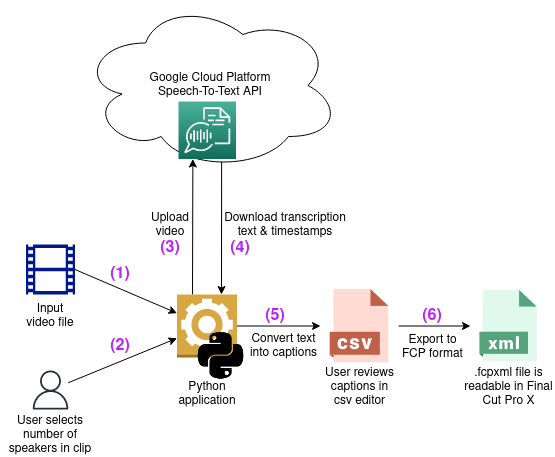 Google Cloud Platform
Speech-To-Text API
Upload
video
(3)
Download transcription
text & timestamps
(4)
(1)
Input
video file
(2)
User selects
number of
speakers in clip
Python
application
(5)
Convert text
into captions
csv
User reviews
captions in
csv editor
(6)
Export to
FCP format
xml
.fcpxml file is
readable in Final
Cut Pro X